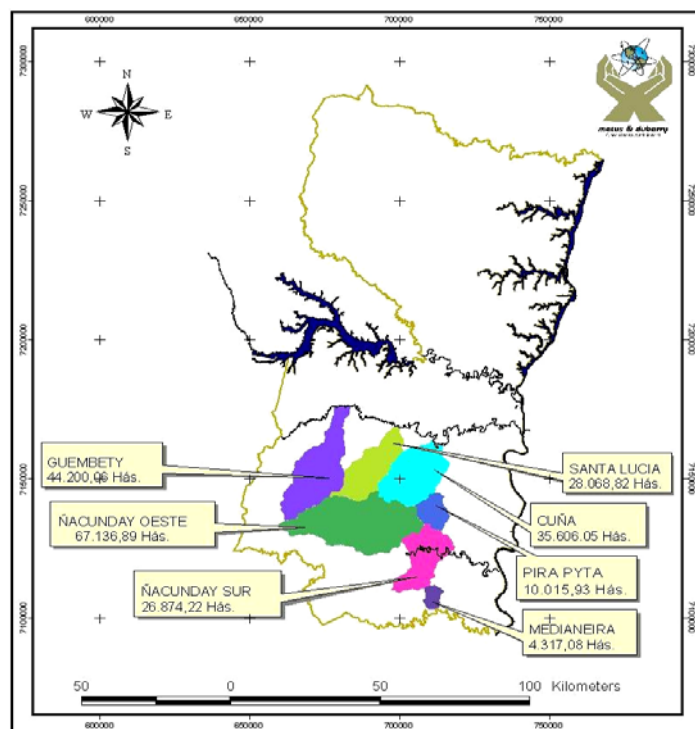 600000 650000 700000 750000
7300000
7250000
7200000
7150000
7100000
N
W E
S
masus & dubarry
GUEMBETY
44.200,06 Hás.
ÑACUNDAY OESTE
67.136,89 Hás.
ÑACUNDAY SUR
26.874,22 Hás.
SANTA LUCIA
28.068,82 Hás.
CUÑA
35.606.05 Hás.
PIRA PYTA
10.015,93 Hás.
MEDIANEIRA
4.317,08 Hás.
50 0 50 100 Kilometers
600000 650000 700000 750000